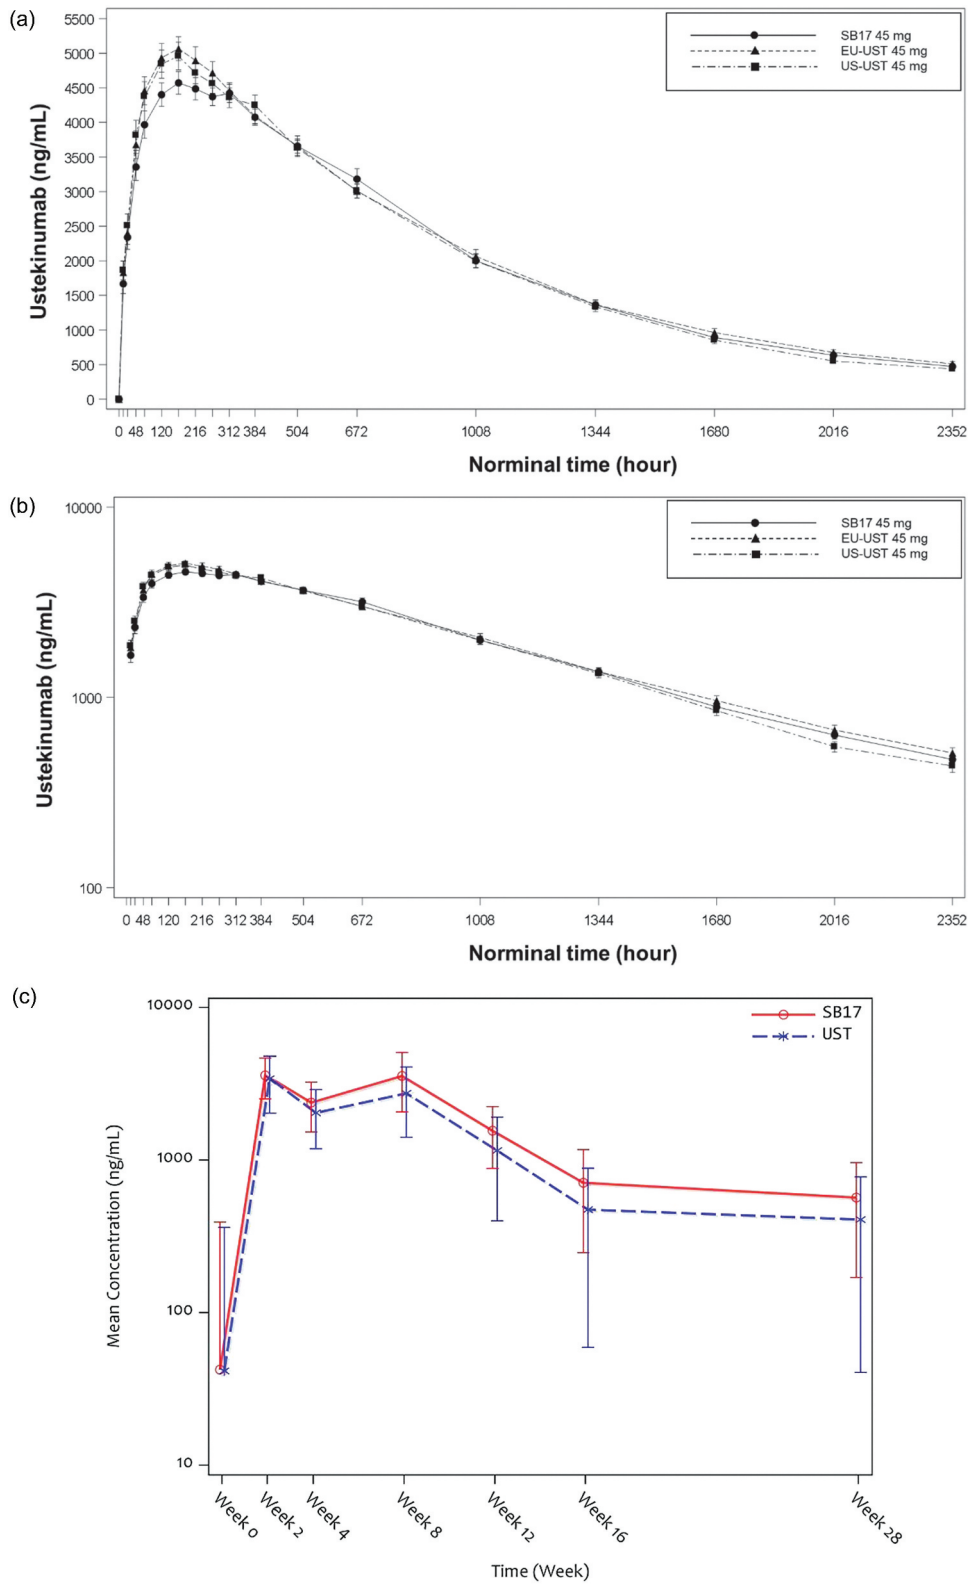 (a)
5500
5000
4500
4000
3500
3000
2500
2000
1500
1000
500
0
Ustekinumab (ng/mL)
SB17 45 mg
EU-UST 45 mg
US-UST 45 mg
0 48 120 216 312 384 504 672 1008 1344 1680 2016 2352
Norminal time (hour)
(b)
10000
1000
100
Ustekinumab (ng/mL)
SB17 45 mg
EU-UST 45 mg
US-UST 45 mg
0 48 120 216 312 384 504 672 1008 1344 1680 2016 2352
Norminal time (hour)
(c)
10000
1000
100
10
Mean Concentration (ng/mL)
SB17
UST
Week 0 Week 2 Week 4 Week 8 Week 12 Week 16 Week 28
Time (Week)